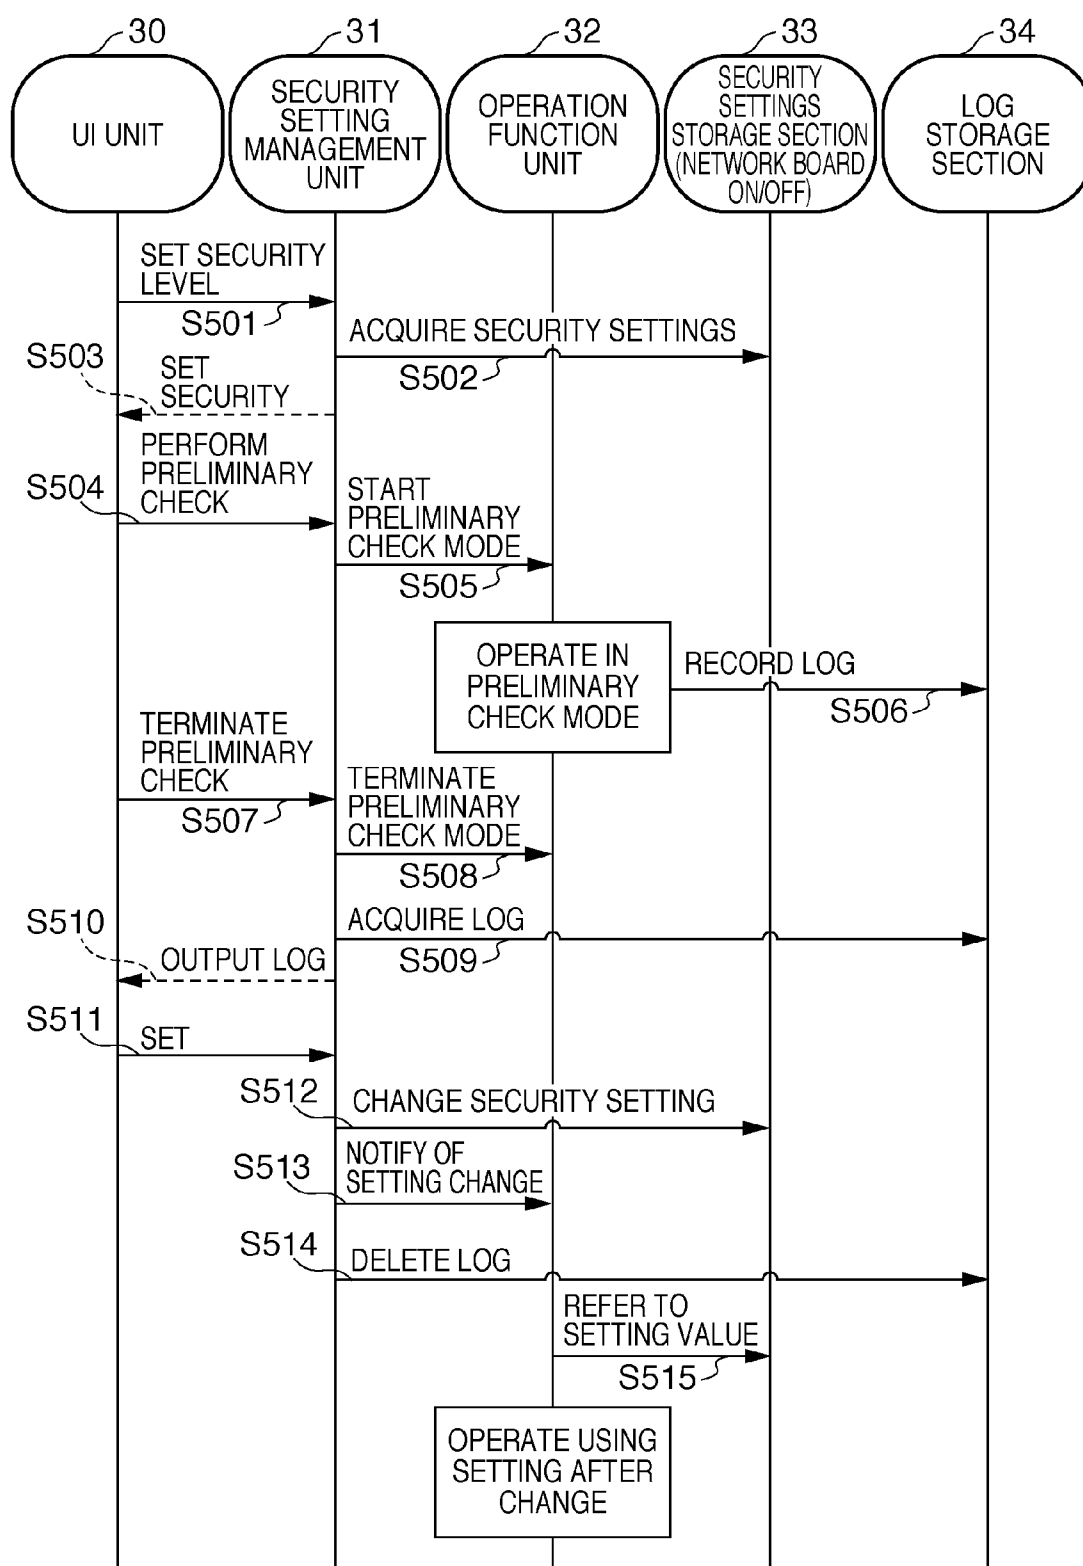 30
31
32
33
34
UI UNIT
SECURITY
SETTING
MANAGEMENT
UNIT
OPERATION
FUNCTION
UNIT
SECURITY
SETTINGS
STORAGE SECTION
(NETWORK BOARD
ON/OFF)
LOG
STORAGE
SECTION
SET SECURITY
LEVEL
S501
ACQUIRE SECURITY SETTINGS
S502
S503
SET
SECURITY
PERFORM
PRELIMINARY
CHECK
S504
START
PRELIMINARY
CHECK MODE
S505
OPERATE IN
PRELIMINARY
CHECK MODE
RECORD LOG
S506
TERMINATE
PRELIMINARY
CHECK
S507
TERMINATE
PRELIMINARY
CHECK MODE
S508
ACQUIRE LOG
S509
S510
OUTPUT LOG
S511
SET
S512
CHANGE SECURITY SETTING
S513
NOTIFY OF
SETTING CHANGE
S514
DELETE LOG
REFER TO
SETTING VALUE
S515
OPERATE USING
SETTING AFTER
CHANGE